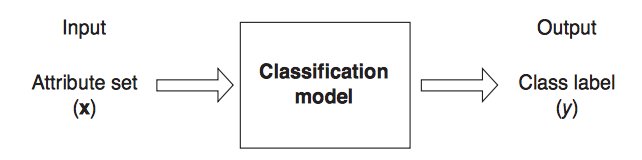 Input
Output
Attribute set
(x)
Classification
model
Class label
(y)